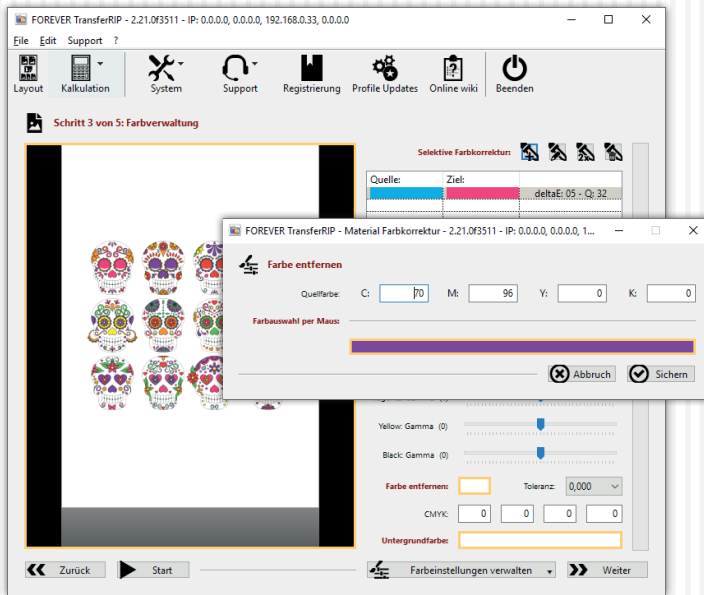 FOREVER TransferRIP - 2.21.0f3511 - IP: 0.0.0.0, 0.0.0.0, 192.168.0.33, 0.0.0.0
File Edit Support ?
Layout Kalkulation System Support Registrierung Profile Updates Online wiki Beenden
Schritt 3 von 5: Farbverwaltung
Selektive Farbkorrektur:
Quelle: Ziel:
deltaE: 05 - Q: 32
FOREVER TransferRIP - Material Farbkorrektur - 2.21.0f3511 - IP: 0.0.0.0, 0.0.0.0, 1...
Farbe entfernen
Quellfarbe: C: 70 M: 96 Y: 0 K: 0
Farbauswahl per Maus:
Abbruch Sichern
Yellow: Gamma (0)
Black: Gamma (0)
Farbe entfernen: Toleranz: 0,000
CMYK: 0 0 0 0
Untergrundfarbe:
Zurück Start Farbeinstellungen verwalten Weiter